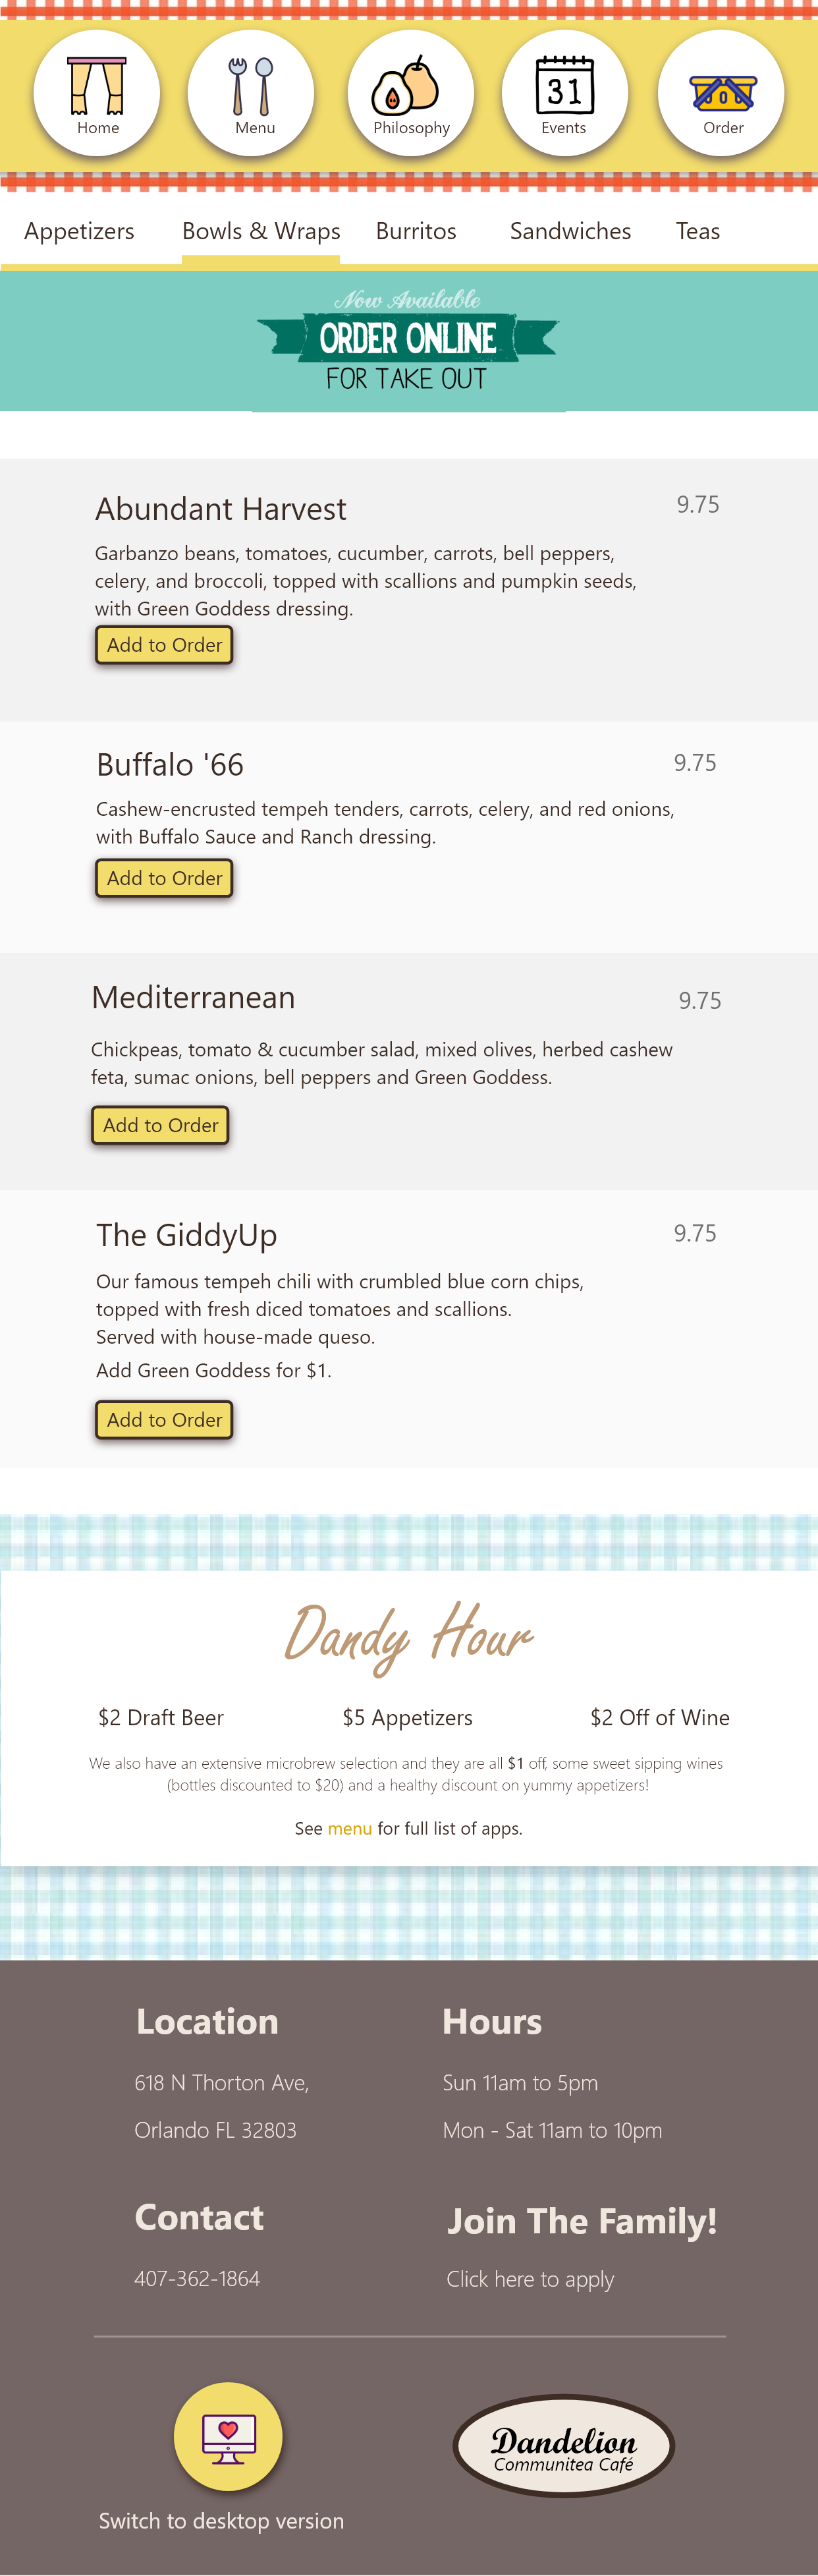 31
Home
Menu
Philosophy
Events
Order
Appetizers
Bowls & Wraps
Burritos
Sandwiches
Teas
Now Available
ORDER ONLINE
FOR TAKE OUT
Abundant Harvest
9.75
Garbanzo beans, tomatoes, cucumber, carrots, bell peppers,
celery, and broccoli, topped with scallions and pumpkin seeds,
with Green Goddess dressing.
Add to Order
Buffalo '66
9.75
Cashew-encrusted tempeh tenders, carrots, celery, and red onions,
with Buffalo Sauce and Ranch dressing.
Add to Order
Mediterranean
9.75
Chickpeas, tomato & cucumber salad, mixed olives, herbed cashew
feta, sumac onions, bell peppers and Green Goddess.
Add to Order
The GiddyUp
9.75
Our famous tempeh chili with crumbled blue corn chips,
topped with fresh diced tomatoes and scallions.
Served with house-made queso.
Add Green Goddess for $1.
Add to Order
Dandy Hour
$2 Draft Beer
$5 Appetizers
$2 Off of Wine
We also have an extensive microbrew selection and they are all $1 off, some sweet sipping wines
(bottles discounted to $20) and a healthy discount on yummy appetizers!
See menu for full list of apps.
Location
618 N Thorton Ave,
Orlando FL 32803
Hours
Sun 11am to 5pm
Mon - Sat 11am to 10pm
Contact
407-362-1864
Join The Family!
Click here to apply
Switch to desktop version
Dandelion
Communitea Café